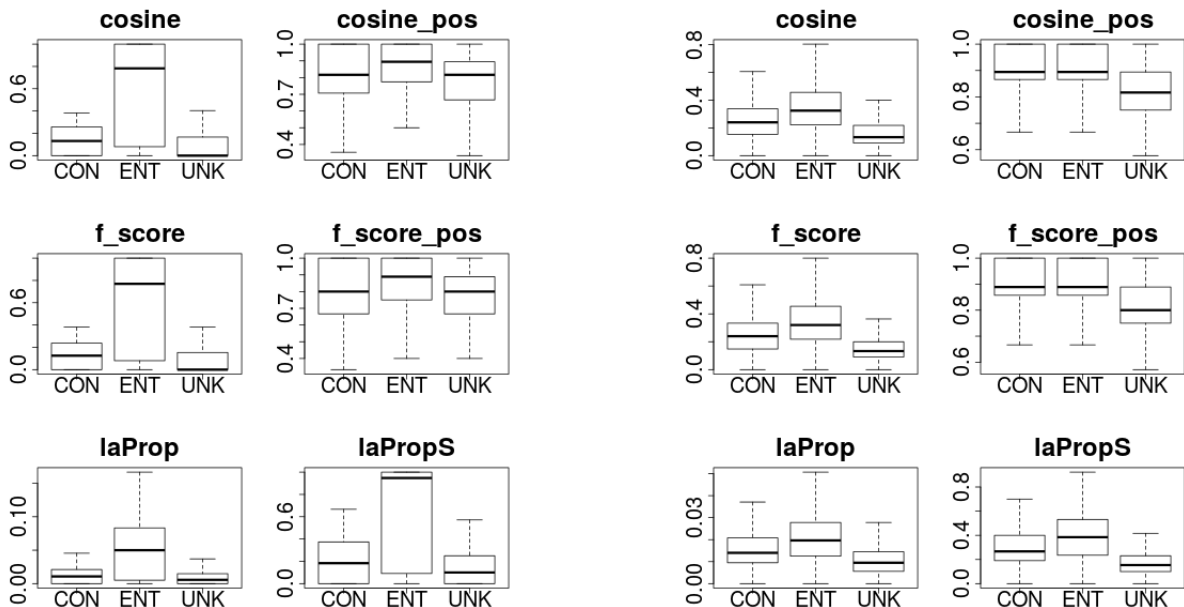 cosine
0.0 0.6
CON ENT UNK
cosine_pos
0.4 0.7 1.0
CON ENT UNK
cosine
0.0 0.4 0.8
CON ENT UNK
cosine_pos
0.6 0.8 1.0
CON ENT UNK
f_score
0.0 0.6
CON ENT UNK
f_score_pos
0.4 0.7 1.0
CON ENT UNK
f_score
0.0 0.4 0.8
CON ENT UNK
f_score_pos
0.6 0.8 1.0
CON ENT UNK
laProp
0.00 0.10
CON ENT UNK
laPropS
0.0 0.6
CON ENT UNK
laProp
0.00 0.03
CON ENT UNK
laPropS
0.0 0.4 0.8
CON ENT UNK